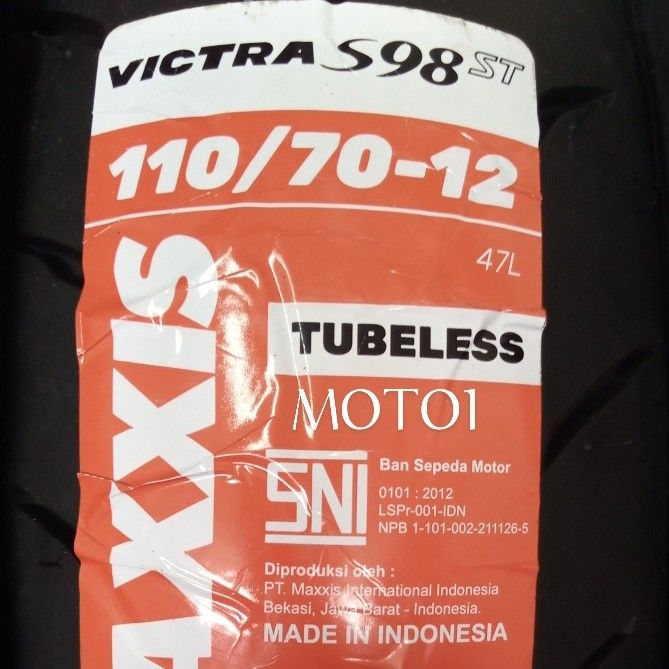 VICTRA S98 ST
110/70-12
47L
AXXIS
TUBELESS
MOTO1
SNI
Ban Sepeda Motor
0101 : 2012
LSPr-001-IDN
NPB 1-101-002-211126-5
Diproduksi oleh :
PT. Maxxis International Indonesia
Bekasi, Jawa Barat - Indonesia.
MADE IN INDONESIA